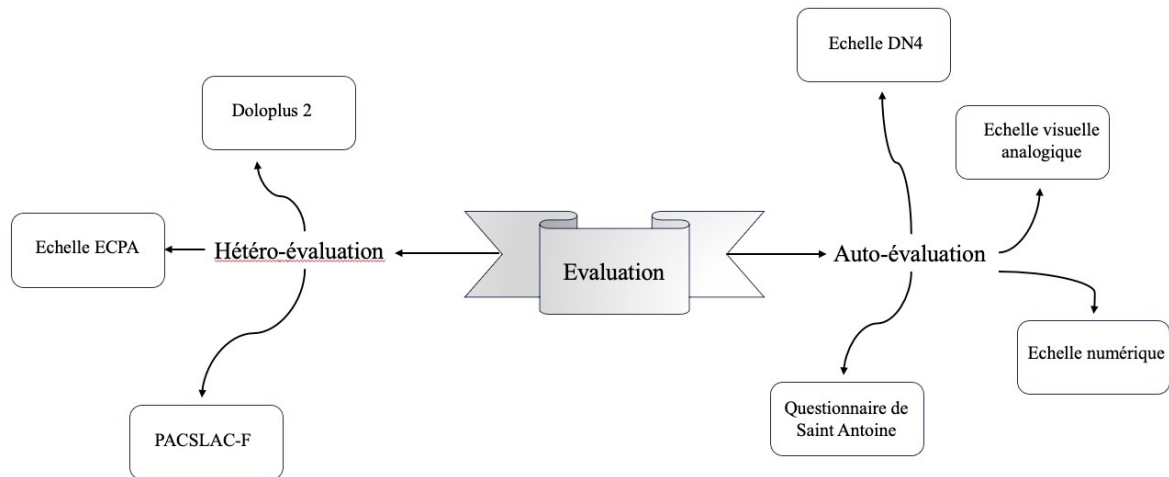 Echelle DN4
Doloplus 2
Echelle visuelle
analogique
Echelle ECPA
Hétéro-évaluation
Evaluation
Auto-évaluation
Echelle numérique
PACSLAC-F
Questionnaire de
Saint Antoine